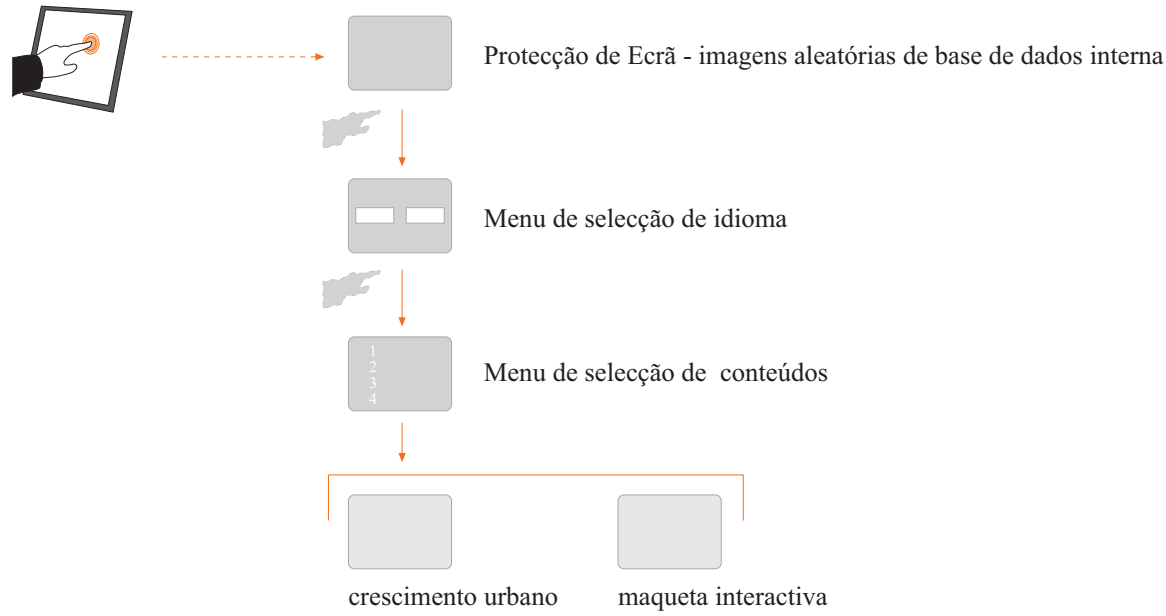 Protecção de Ecrã - imagens aleatórias de base de dados interna
Menu de selecção de idioma
1
2
3
4
Menu de selecção de  conteúdos
crescimento urbano
maqueta interactiva